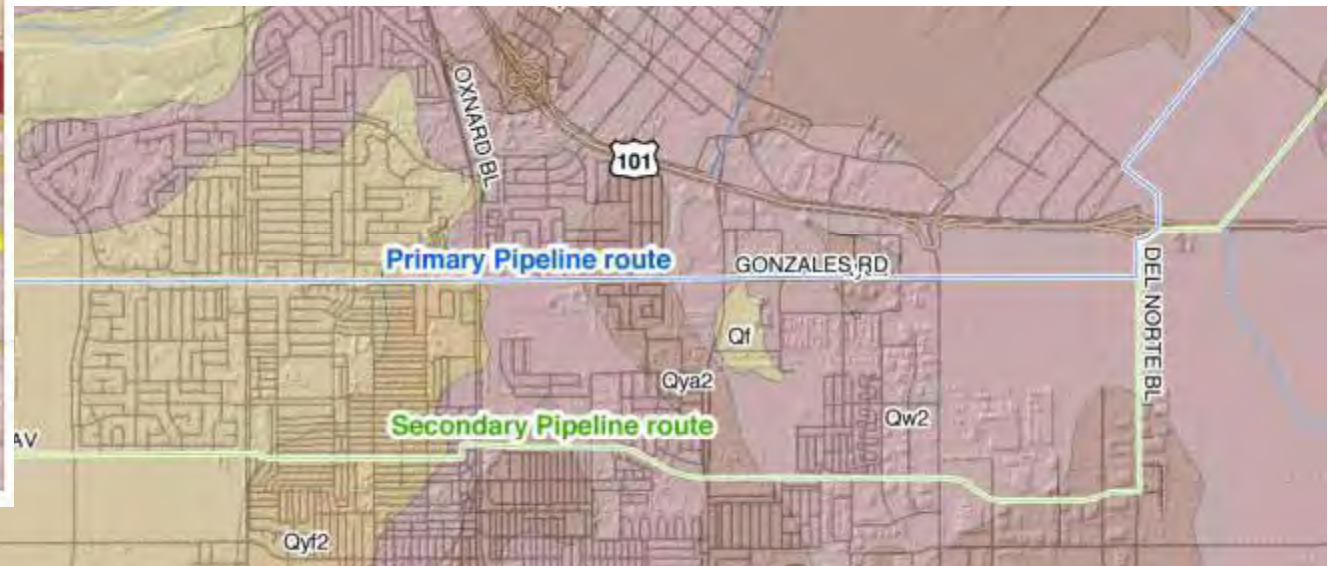 OXNARD BL
101
Primary Pipeline route
GONZALES RD
DEL NORTE BL
Qf
Qya2
Qw2
Secondary Pipeline route
AV
Qyf2